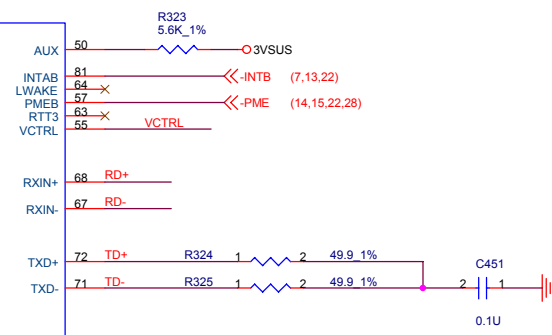 R323
5.6K_1%
AUX 50 3VSUS
INTAB 81 -INTB (7,13,22)
LWAKE 64
PMEB 57 -PME (14,15,22,28)
RTT3 63
VCTRL 55 VCTRL
RXIN+ 68 RD+
RXIN- 67 RD-
TXD+ 72 TD+ R324 1 2 49.9_1%
C451
TXD- 71 TD- R325 1 2 49.9_1% 2 1
0.1U